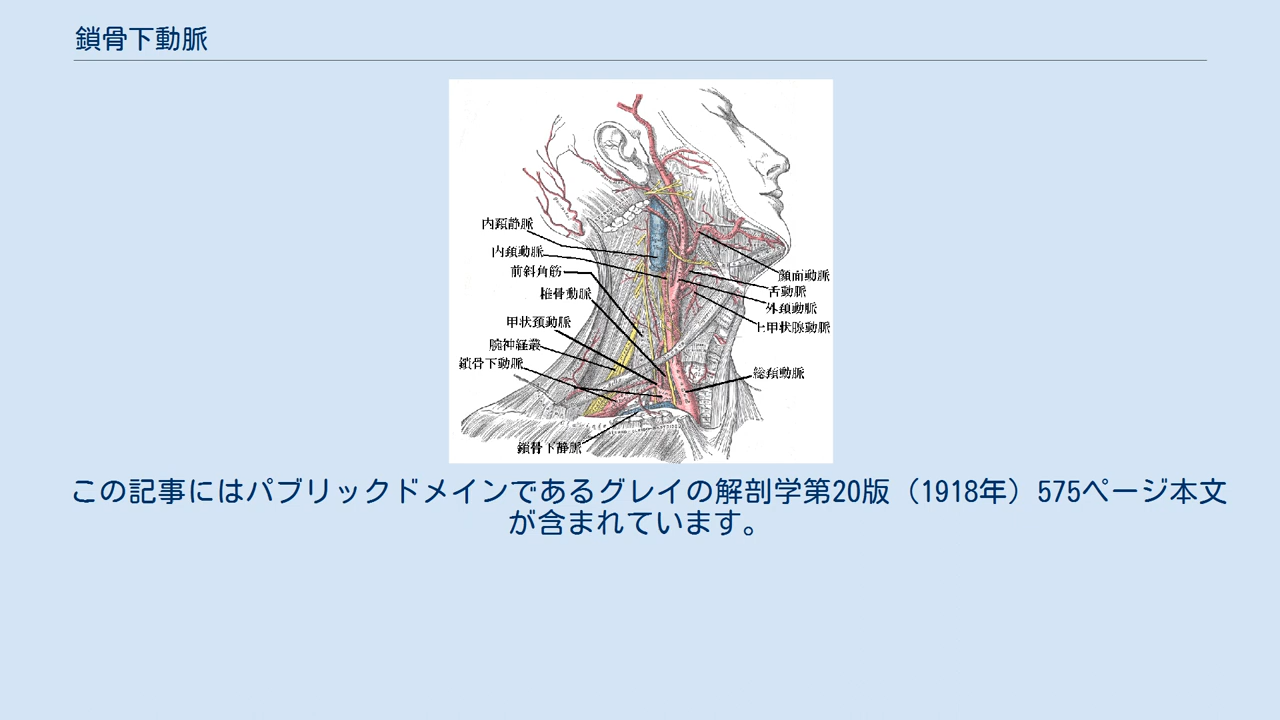 鎖骨下動脈
内頚静脈
内頚動脈
前斜角筋
椎骨動脈
甲状頚動脈
腕神経叢
鎖骨下動脈
鎖骨下静脈
顔面動脈
舌動脈
外頚動脈
上甲状腺動脈
総頚動脈
この記事にはパブリックドメインであるグレイの解剖学第20版（1918年）575ページ本文
が含まれています。